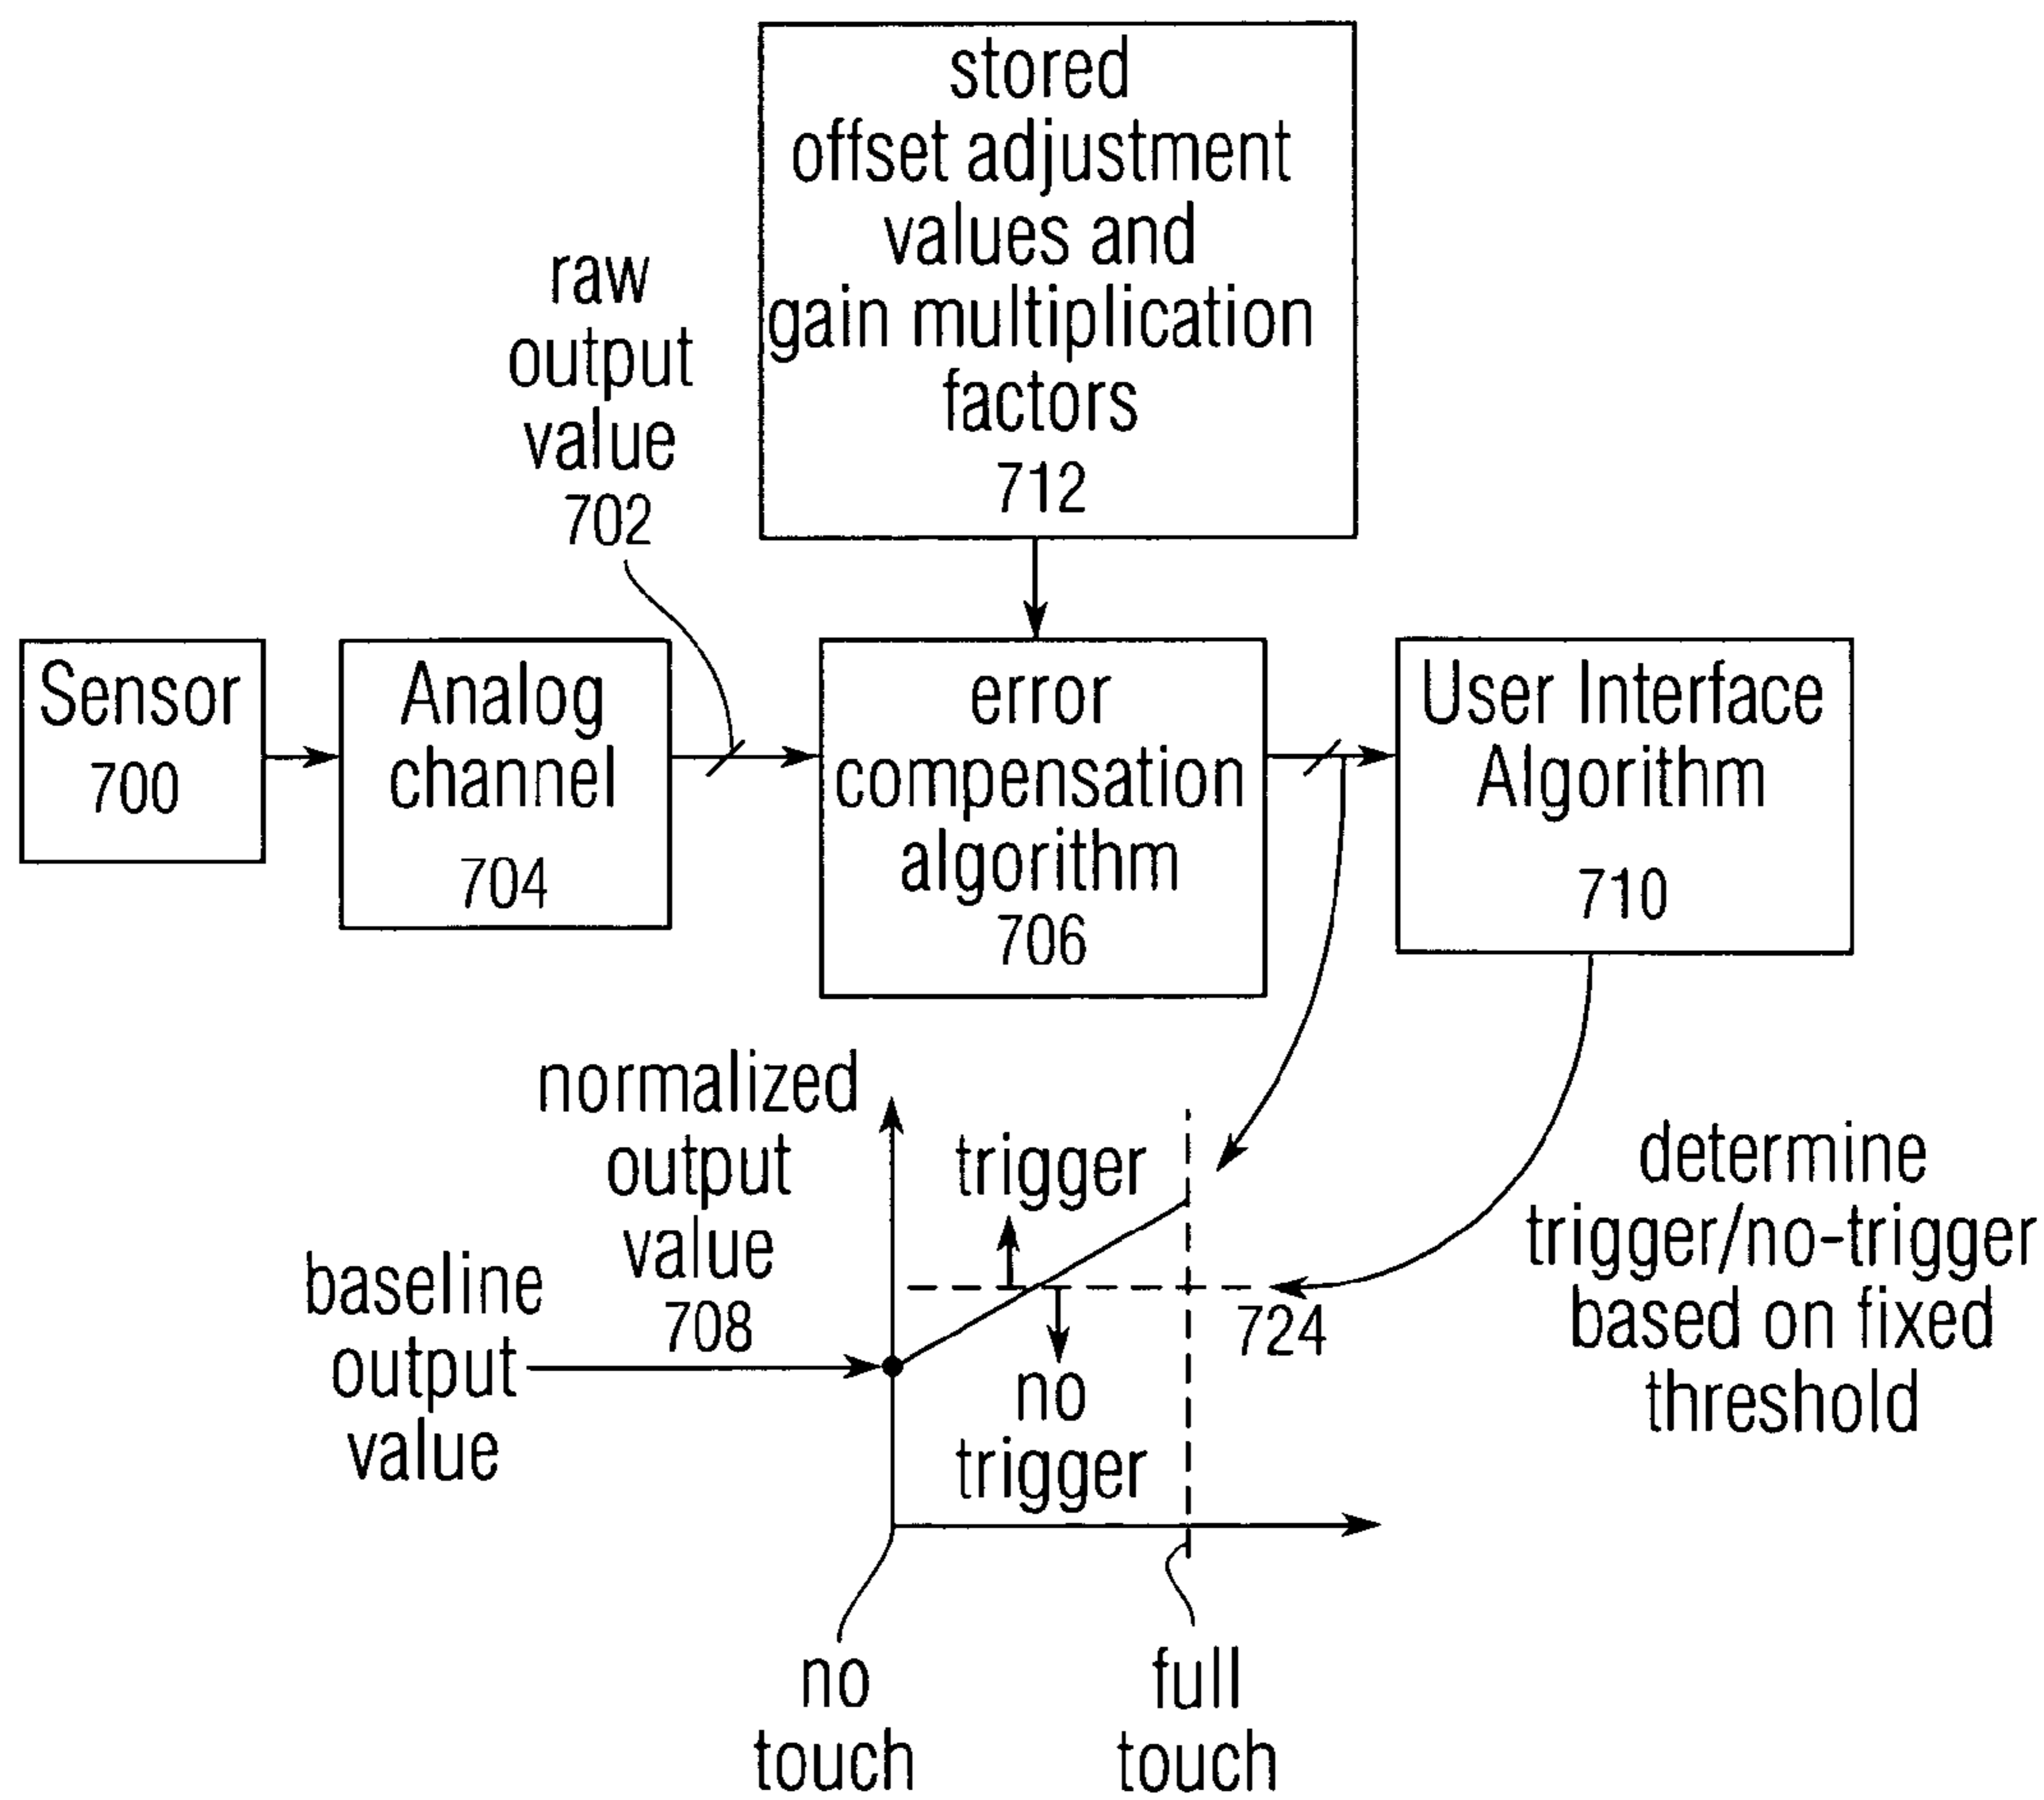 stored
offset adjustment
values and
gain multiplication
factors
712
raw
output
value
702
Sensor
700
Analog
channel
704
error
compensation
algorithm
706
User Interface
Algorithm
710
normalized
output
value
708
baseline
output
value
trigger
no
trigger
724
determine
trigger/no-trigger
based on fixed
threshold
no
touch
full
touch